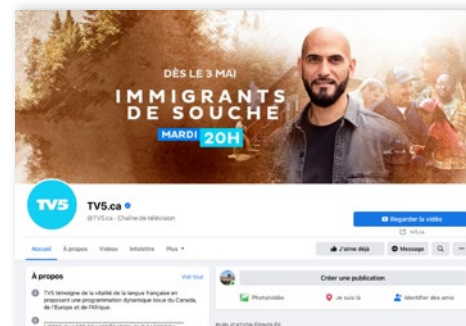 DÈS LE 3 MAI
IMMIGRANTS
DE SOUCHE
MARDI 20H
TV5
TV5.ca
@TV5.ca · Chaîne de télévision
Regarder la vidéo
tv5.ca
Accueil À propos Vidéos Infolettre Plus
J'aime déjà Message
À propos Voir tout
TV5 témoigne de la vitalité de la langue française en
proposant une programmation dynamique issue du Canada,
de l'Europe et de l'Afrique.
Créer une publication
Photo/vidéo Je suis là Identifier des amis